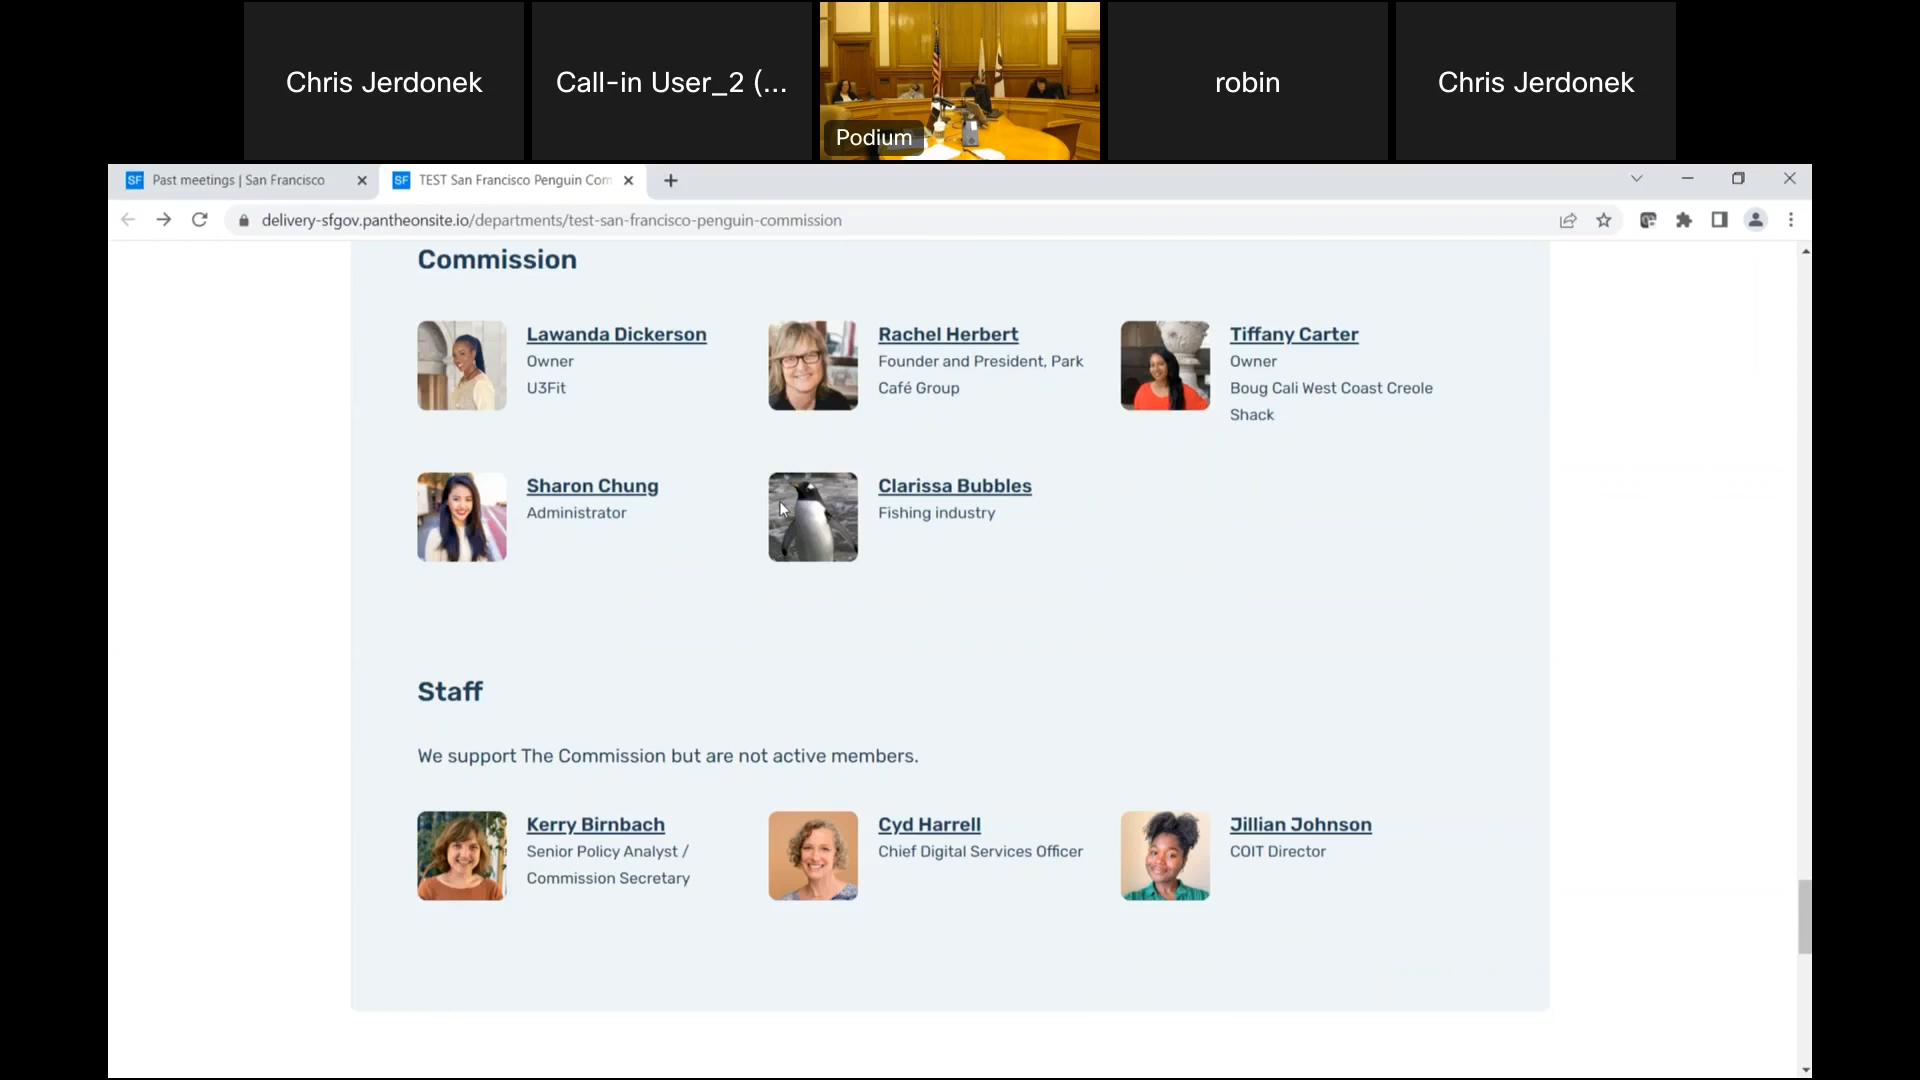 Chris Jerdonek
Call-in User_2 (...
Podium
robin
Chris Jerdonek
SF Past meetings | San Francisco
SF TEST San Francisco Penguin Com
delivery-sfgov.pantheonsite.io/departments/test-san-francisco-penguin-commission
Commission
Lawanda Dickerson
Owner
U3Fit
Rachel Herbert
Founder and President, Park
Café Group
Tiffany Carter
Owner
Boug Cali West Coast Creole
Shack
Sharon Chung
Administrator
Clarissa Bubbles
Fishing industry
Staff
We support The Commission but are not active members.
Kerry Birnbach
Senior Policy Analyst /
Commission Secretary
Cyd Harrell
Chief Digital Services Officer
Jillian Johnson
COIT Director